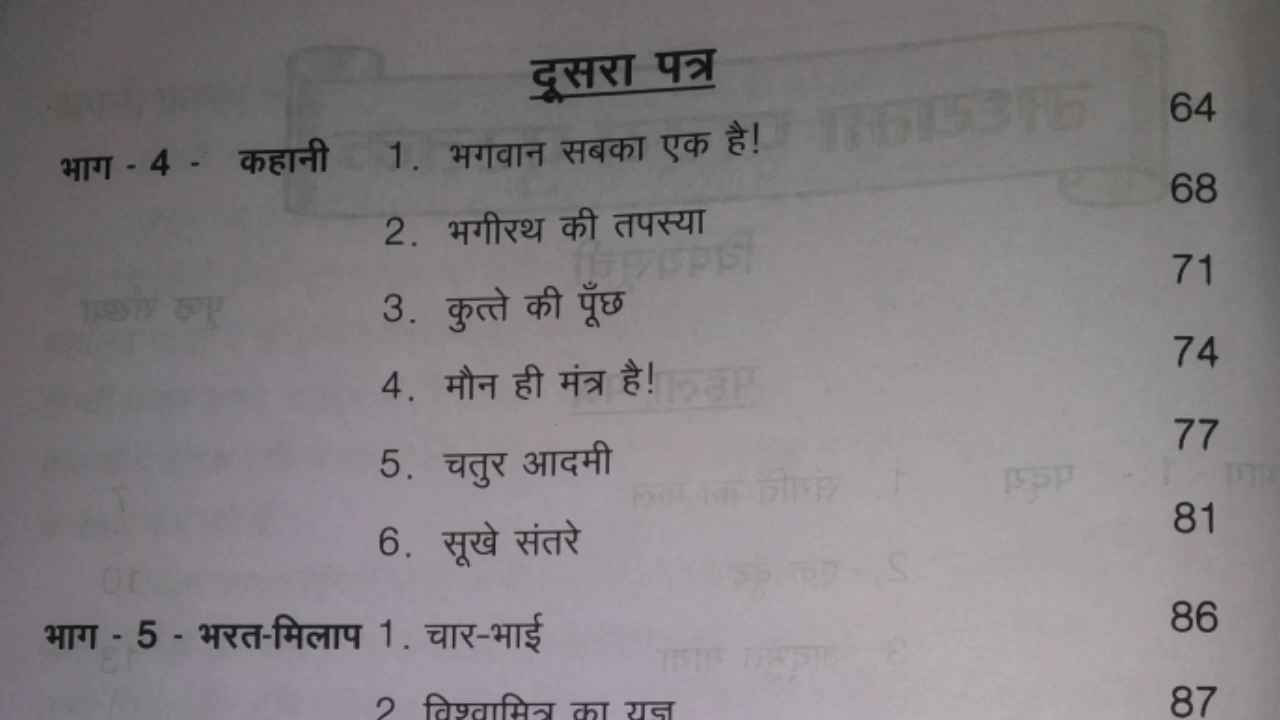 दूसरा पत्र
भाग - 4 - कहानी 1. भगवान सबका एक है! 64
2. भगीरथ की तपस्या 68
3. कुत्ते की पूँछ 71
4. मौन ही मंत्र है! 74
5. चतुर आदमी 77
6. सूखे संतरे 81
भाग - 5 - भरत-मिलाप 1. चार-भाई 86
2. विश्वामित्र का यज्ञ 87